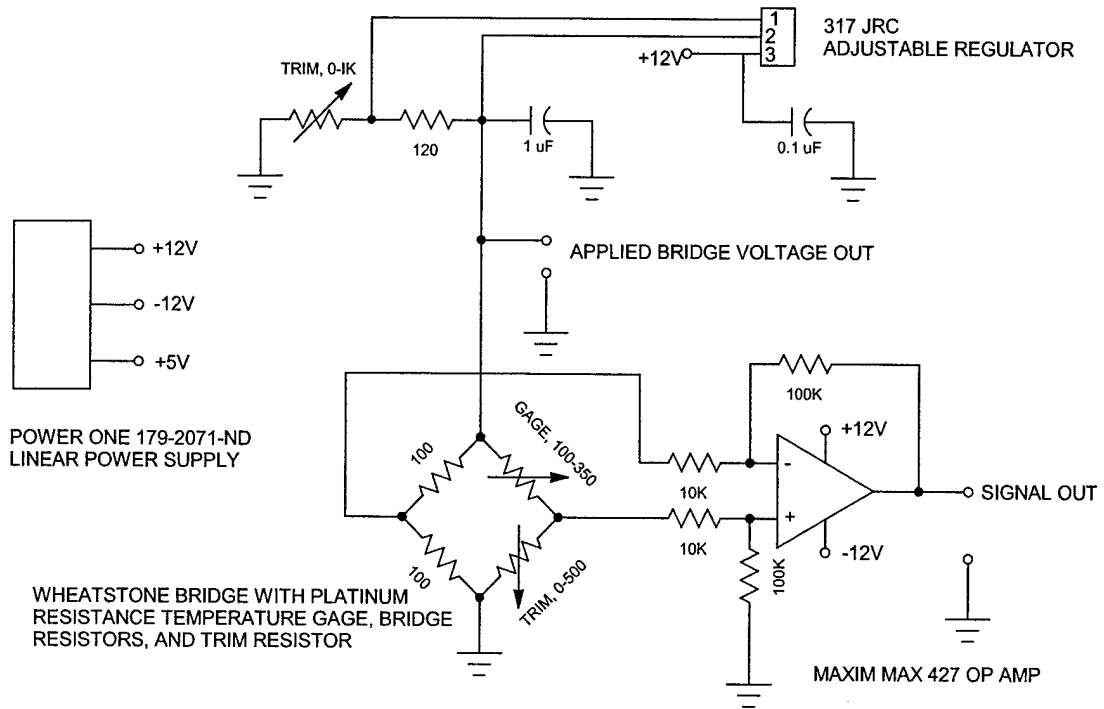 1
2
3
317 JRC
ADJUSTABLE REGULATOR
+12V
TRIM, 0-IK
120
1 uF
0.1 uF
+12V
-12V
+5V
POWER ONE 179-2071-ND
LINEAR POWER SUPPLY
APPLIED BRIDGE VOLTAGE OUT
100
GAGE, 100-350
100
TRIM, 0-500
WHEATSTONE BRIDGE WITH PLATINUM
RESISTANCE TEMPERATURE GAGE, BRIDGE
RESISTORS, AND TRIM RESISTOR
100K
10K
10K
100K
-
+
+12V
-12V
SIGNAL OUT
MAXIM MAX 427 OP AMP